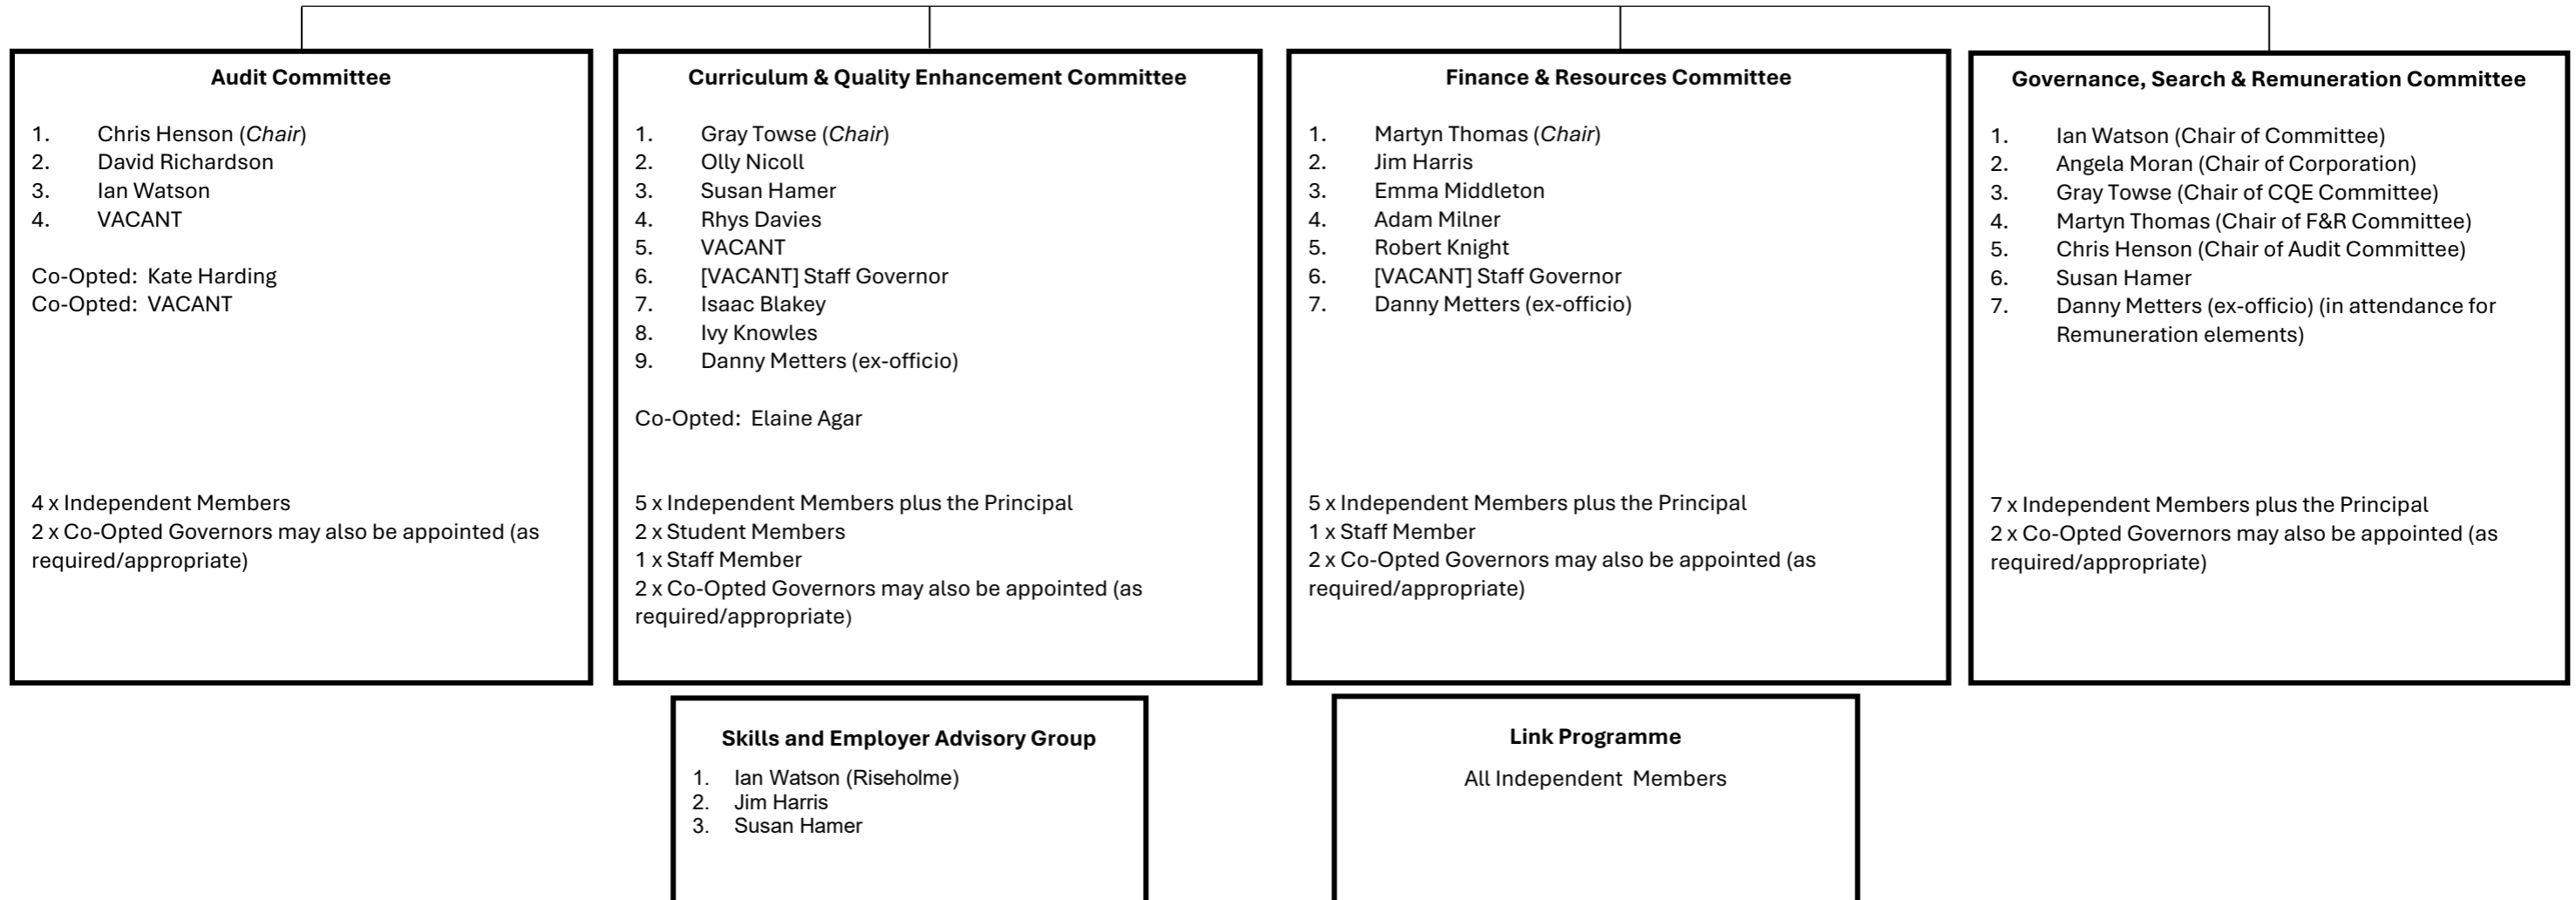 Audit Committee
1. Chris Henson (Chair)
2. David Richardson
3. Ian Watson
4. VACANT
Co-Opted: Kate Harding
Co-Opted: VACANT
4 x Independent Members
2 x Co-Opted Governors may also be appointed (as
required/appropriate)
Curriculum & Quality Enhancement Committee
1. Gray Towse (Chair)
2. Olly Nicoll
3. Susan Hamer
4. Rhys Davies
5. VACANT
6. [VACANT] Staff Governor
7. Isaac Blakey
8. Ivy Knowles
9. Danny Metters (ex-officio)
Co-Opted: Elaine Agar
5 x Independent Members plus the Principal
2 x Student Members
1 x Staff Member
2 x Co-Opted Governors may also be appointed (as
required/appropriate)
Finance & Resources Committee
1. Martyn Thomas (Chair)
2. Jim Harris
3. Emma Middleton
4. Adam Milner
5. Robert Knight
6. [VACANT] Staff Governor
7. Danny Metters (ex-officio)
5 x Independent Members plus the Principal
1 x Staff Member
2 x Co-Opted Governors may also be appointed (as
required/appropriate)
Governance, Search & Remuneration Committee
1. Ian Watson (Chair of Committee)
2. Angela Moran (Chair of Corporation)
3. Gray Towse (Chair of CQE Committee)
4. Martyn Thomas (Chair of F&R Committee)
5. Chris Henson (Chair of Audit Committee)
6. Susan Hamer
7. Danny Metters (ex-officio) (in attendance for
Remuneration elements)
7 x Independent Members plus the Principal
2 x Co-Opted Governors may also be appointed (as
required/appropriate)
Skills and Employer Advisory Group
1. Ian Watson (Riseholme)
2. Jim Harris
3. Susan Hamer
Link Programme
All Independent Members